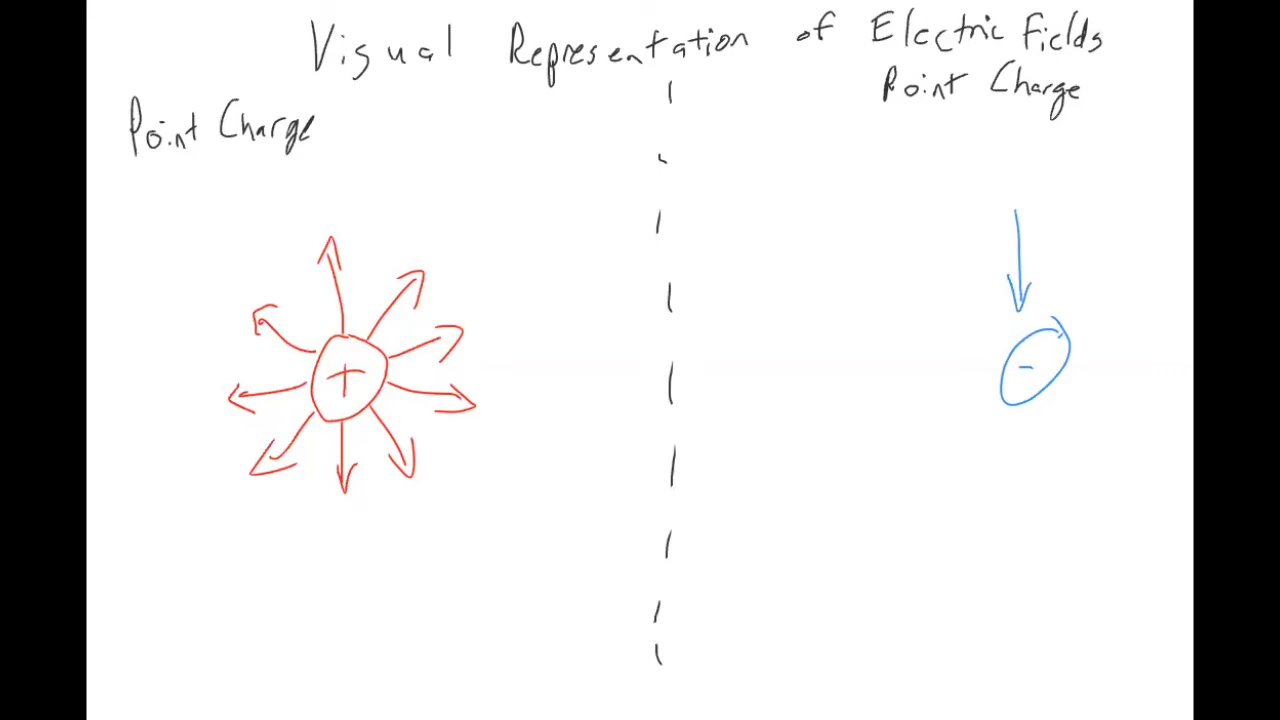 Visual Representation of Electric Fields
Point Charge
Point Charge
+
-